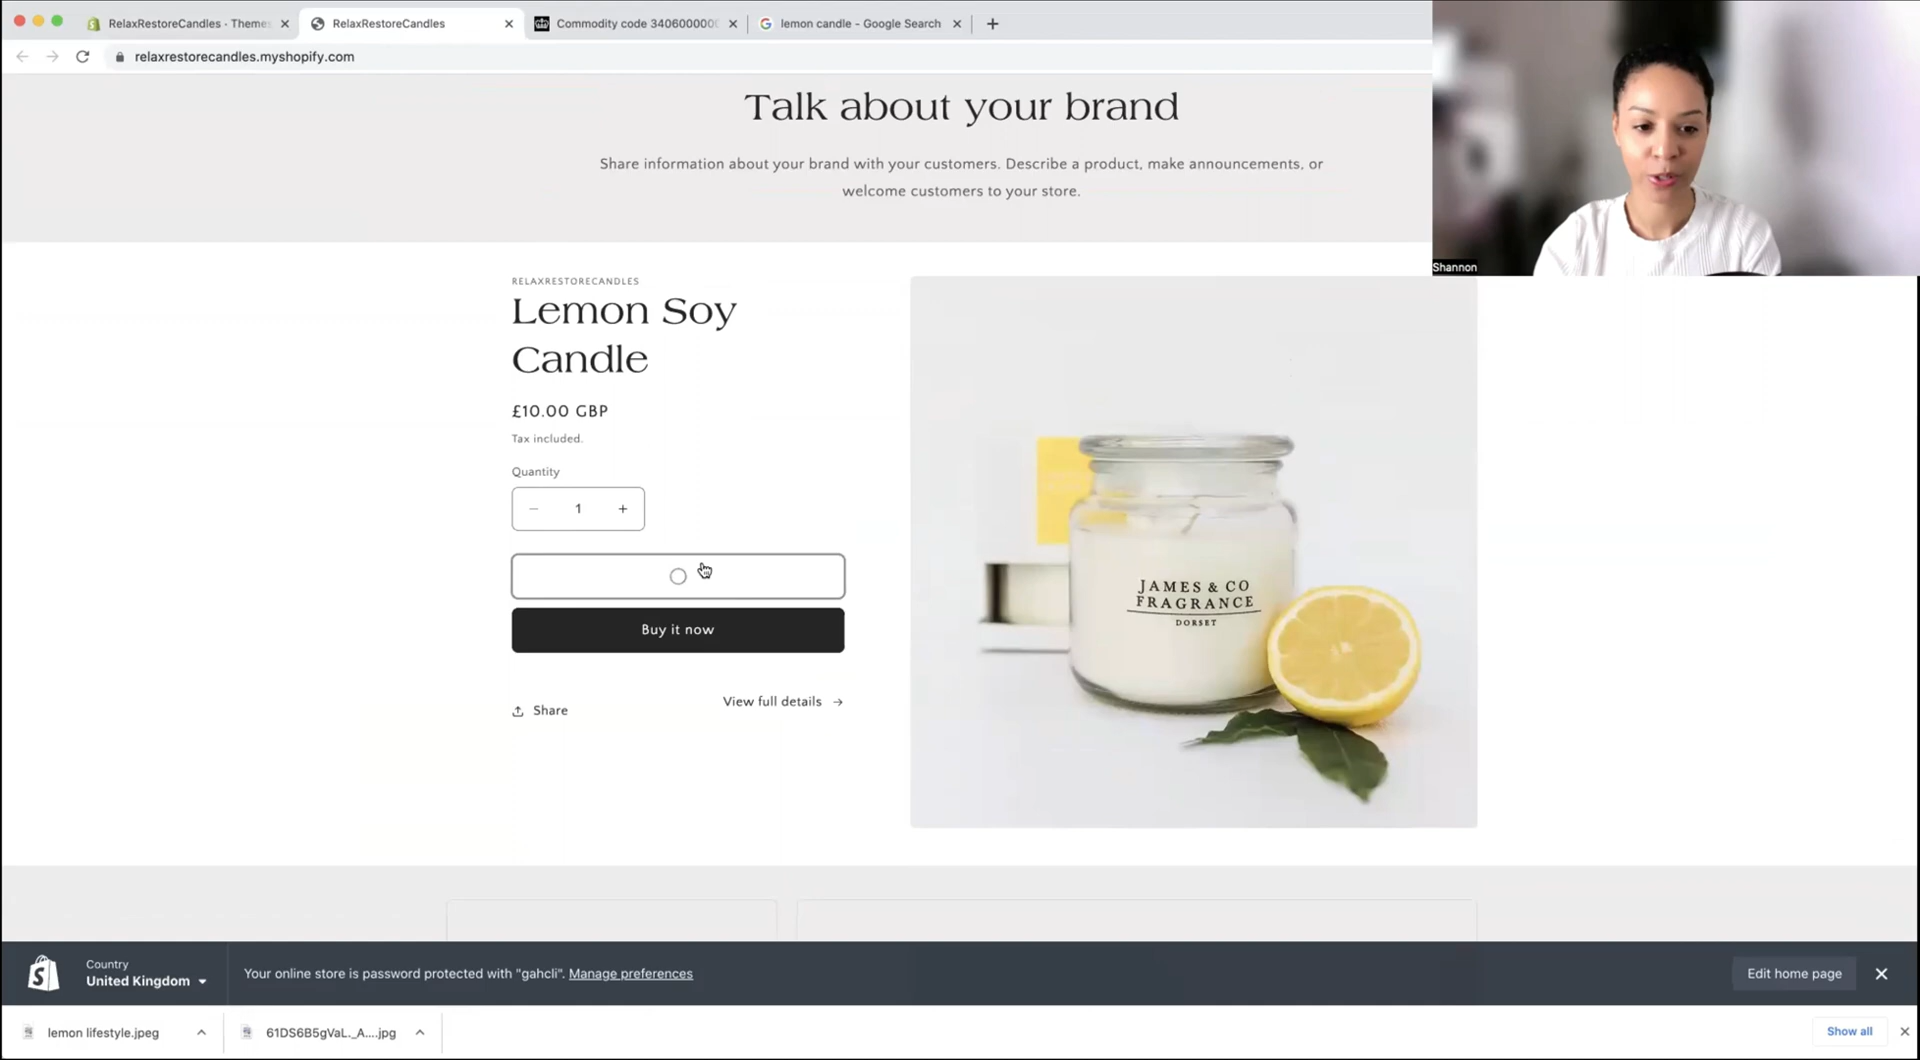 RelaxRestoreCandles · Themes
RelaxRestoreCandles
Commodity code 3406000000
lemon candle - Google Search
relaxrestorecandles.myshopify.com
Talk about your brand
Share information about your brand with your customers. Describe a product, make announcements, or
welcome customers to your store.
Shannon
RELAXRESTORECANDLES
Lemon Soy
Candle
£10.00 GBP
Tax included.
Quantity
1
Buy it now
Share
View full details
JAMES & CO
FRAGRANCE
DORSET
Country
United Kingdom
Your online store is password protected with "gahcli". Manage preferences
Edit home page
lemon lifestyle.jpeg
61DS6B5gVaL._A....jpg
Show all